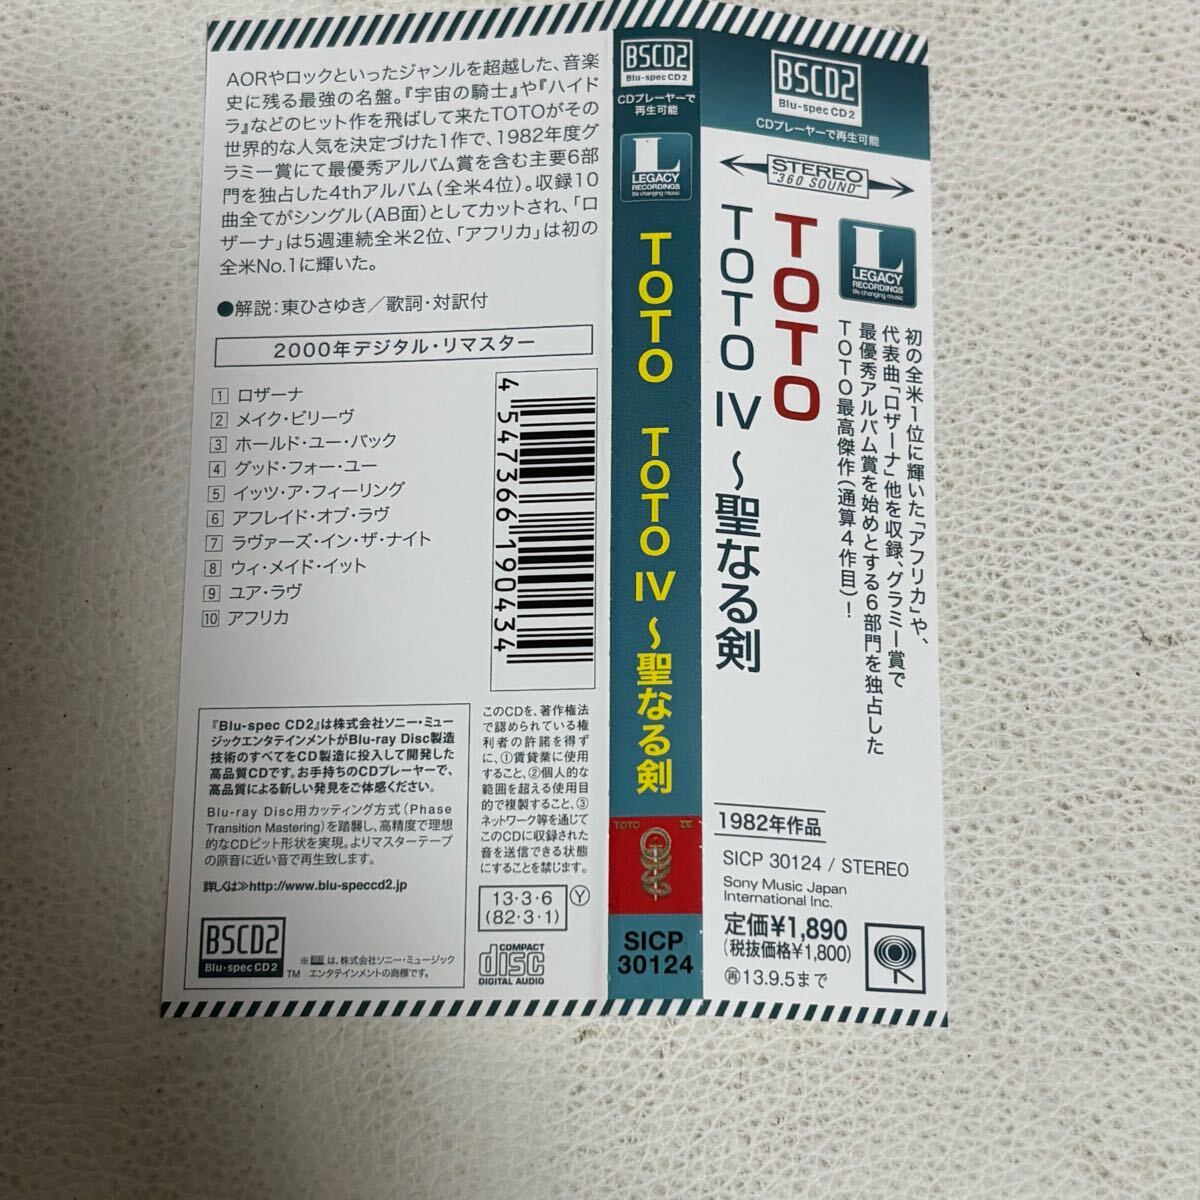 AORやロックといったジャンルを超越した、音楽
史に残る最強の名盤。『宇宙の騎士』や『ハイド
ラ』などのヒット作を飛ばして来たTOTOがその
世界的な人気を決定づけた1作で、1982年度グ
ラミー賞にて最優秀アルバム賞を含む主要6部
門を独占した4thアルバム(全米4位)。収録10
曲全てがシングル(AB面)としてカットされ、「ロ
ザーナ」は5週連続全米2位、「アフリカ」は初の
全米No.1に輝いた。
●解説:東ひさゆき/歌詞・対訳付
2000年デジタル・リマスター
1 ロザーナ
2 メイク・ビリーヴ
3 ホールド・ユー・バック
4 グッド・フォー・ユー
5 イッツ・ア・フィーリング
6 アフレイド・オブ・ラヴ
7 ラヴァーズ・イン・ザ・ナイト
8 ウィ・メイド・イット
9 ユア・ラヴ
10 アフリカ
4 547366 190434
『Blu-spec CD2』は株式会社ソニー・ミュー
ジックエンタテインメントがBlu-ray Disc製造
技術のすべてをCD製造に投入して開発した
高品質CDです。お手持ちのCDプレーヤーで、
高品質による新しい発見をご体感ください。
Blu-ray Disc用カッティング方式(Phase
Transition Mastering)を踏襲し、高精度で理想
的なCDピット形状を実現。よりマスターテープ
の原音に近い音で再生致します。
詳しくは≫http://www.blu-speccd2.jp
BSCD2
Blu-spec CD2
TM
※BSCD2は、株式会社ソニー・ミュージック
エンタテインメントの商標です。
このCDを、著作権法
で認められている権
利者の許諾を得ず
に、①賃貸業に使用
すること、②個人的な
範囲を超える使用目
的で複製すること、③
ネットワーク等を通じて
このCDに収録された
音を送信できる状態
にすることを禁じます。
13・3・6
(82・3・1)
Y
COMPACT
disc
DIGITAL AUDIO
BSCD2
Blu-spec CD2
CDプレーヤーで
再生可能
L
LEGACY
RECORDINGS
life changing music
TOTO TOTO IV ～聖なる剣
TOTO IV
SICP
30124
BSCD2
Blu-spec CD2
CDプレーヤーで再生可能
STEREO
"360 SOUND"
L
LEGACY
RECORDINGS
life changing music
初の全米1位に輝いた「アフリカ」や、
代表曲「ロザーナ」他を収録、グラミー賞で
最優秀アルバム賞を始めとする6部門を独占した
TOTO最高傑作(通算4作目)!
TOTO
TOTO IV ～聖なる剣
1982年作品
SICP 30124 / STEREO
Sony Music Japan
International Inc.
定価¥1,890
(税抜価格¥1,800)
再13.9.5まで